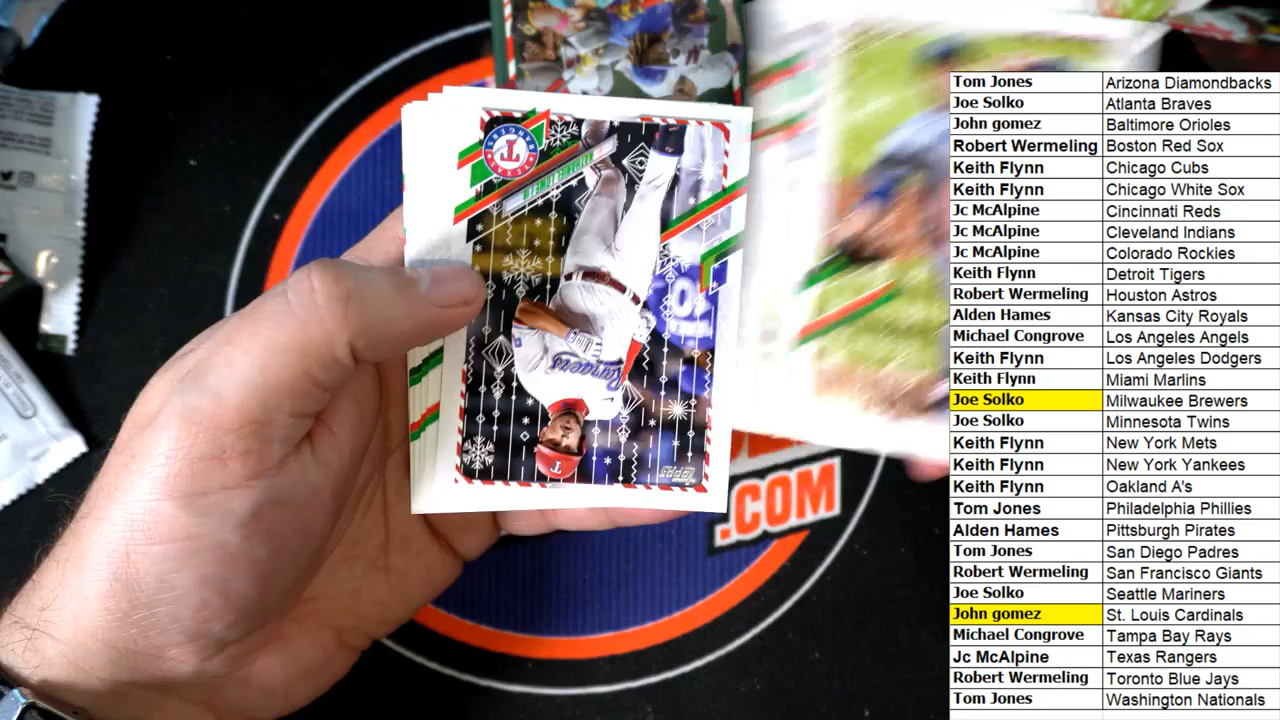 TEXAS
RANGERS
T
NATHANIEL LOWE
Rangers
T
Topps
.COM
Tom Jones Arizona Diamondbacks
Joe Solko Atlanta Braves
John gomez Baltimore Orioles
Robert Wermeling Boston Red Sox
Keith Flynn Chicago Cubs
Keith Flynn Chicago White Sox
Jc McAlpine Cincinnati Reds
Jc McAlpine Cleveland Indians
Jc McAlpine Colorado Rockies
Keith Flynn Detroit Tigers
Robert Wermeling Houston Astros
Alden Hames Kansas City Royals
Michael Congrove Los Angeles Angels
Keith Flynn Los Angeles Dodgers
Keith Flynn Miami Marlins
Joe Solko Milwaukee Brewers
Joe Solko Minnesota Twins
Keith Flynn New York Mets
Keith Flynn New York Yankees
Keith Flynn Oakland A's
Tom Jones Philadelphia Phillies
Alden Hames Pittsburgh Pirates
Tom Jones San Diego Padres
Robert Wermeling San Francisco Giants
Joe Solko Seattle Mariners
John gomez St. Louis Cardinals
Michael Congrove Tampa Bay Rays
Jc McAlpine Texas Rangers
Robert Wermeling Toronto Blue Jays
Tom Jones Washington Nationals